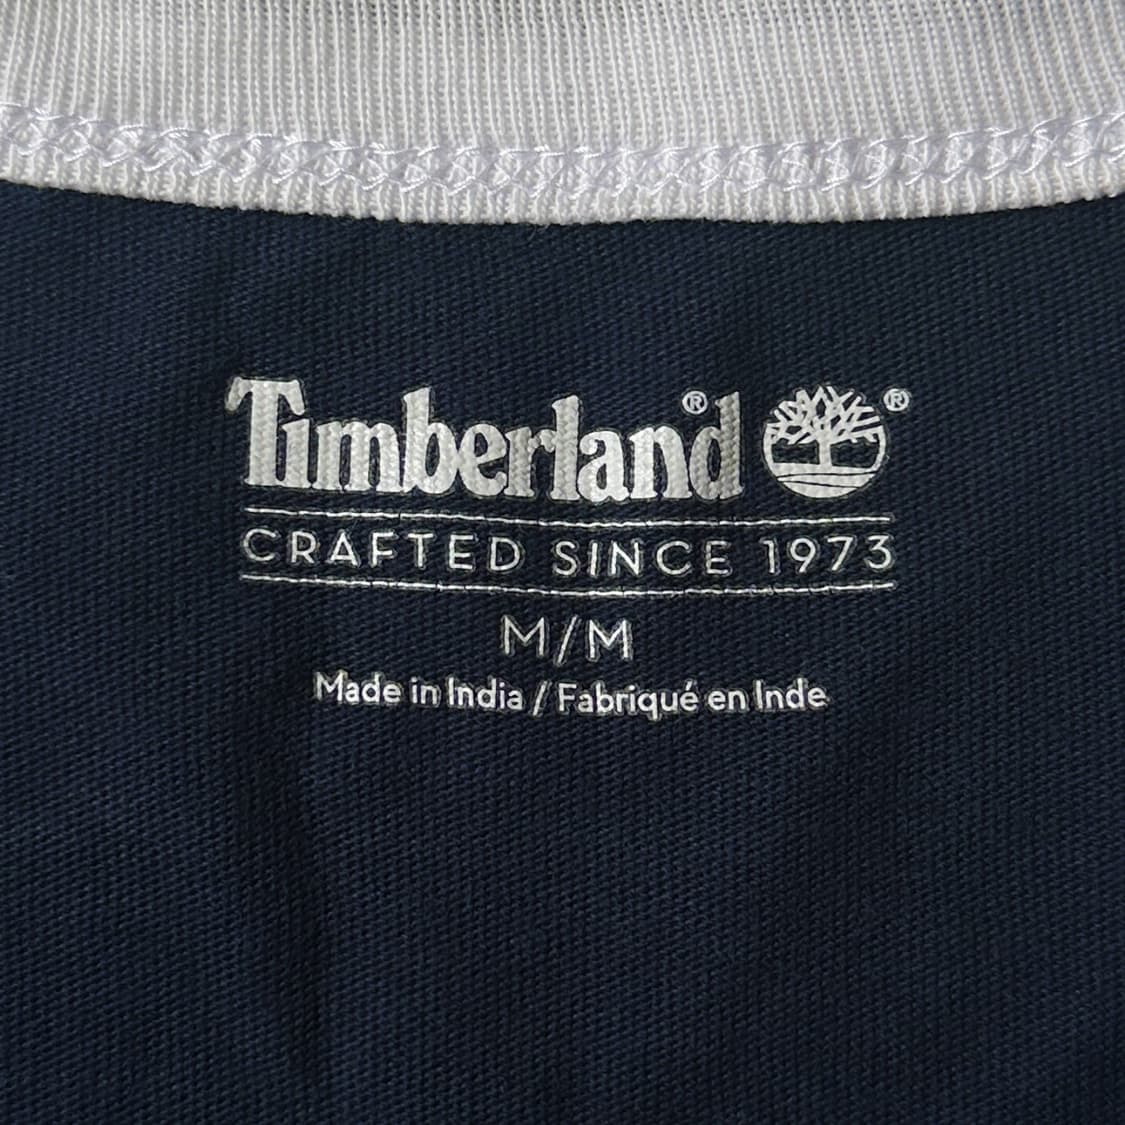 Timberland®®
CRAFTED SINCE 1973
M/M
Made in India / Fabriqué en Inde